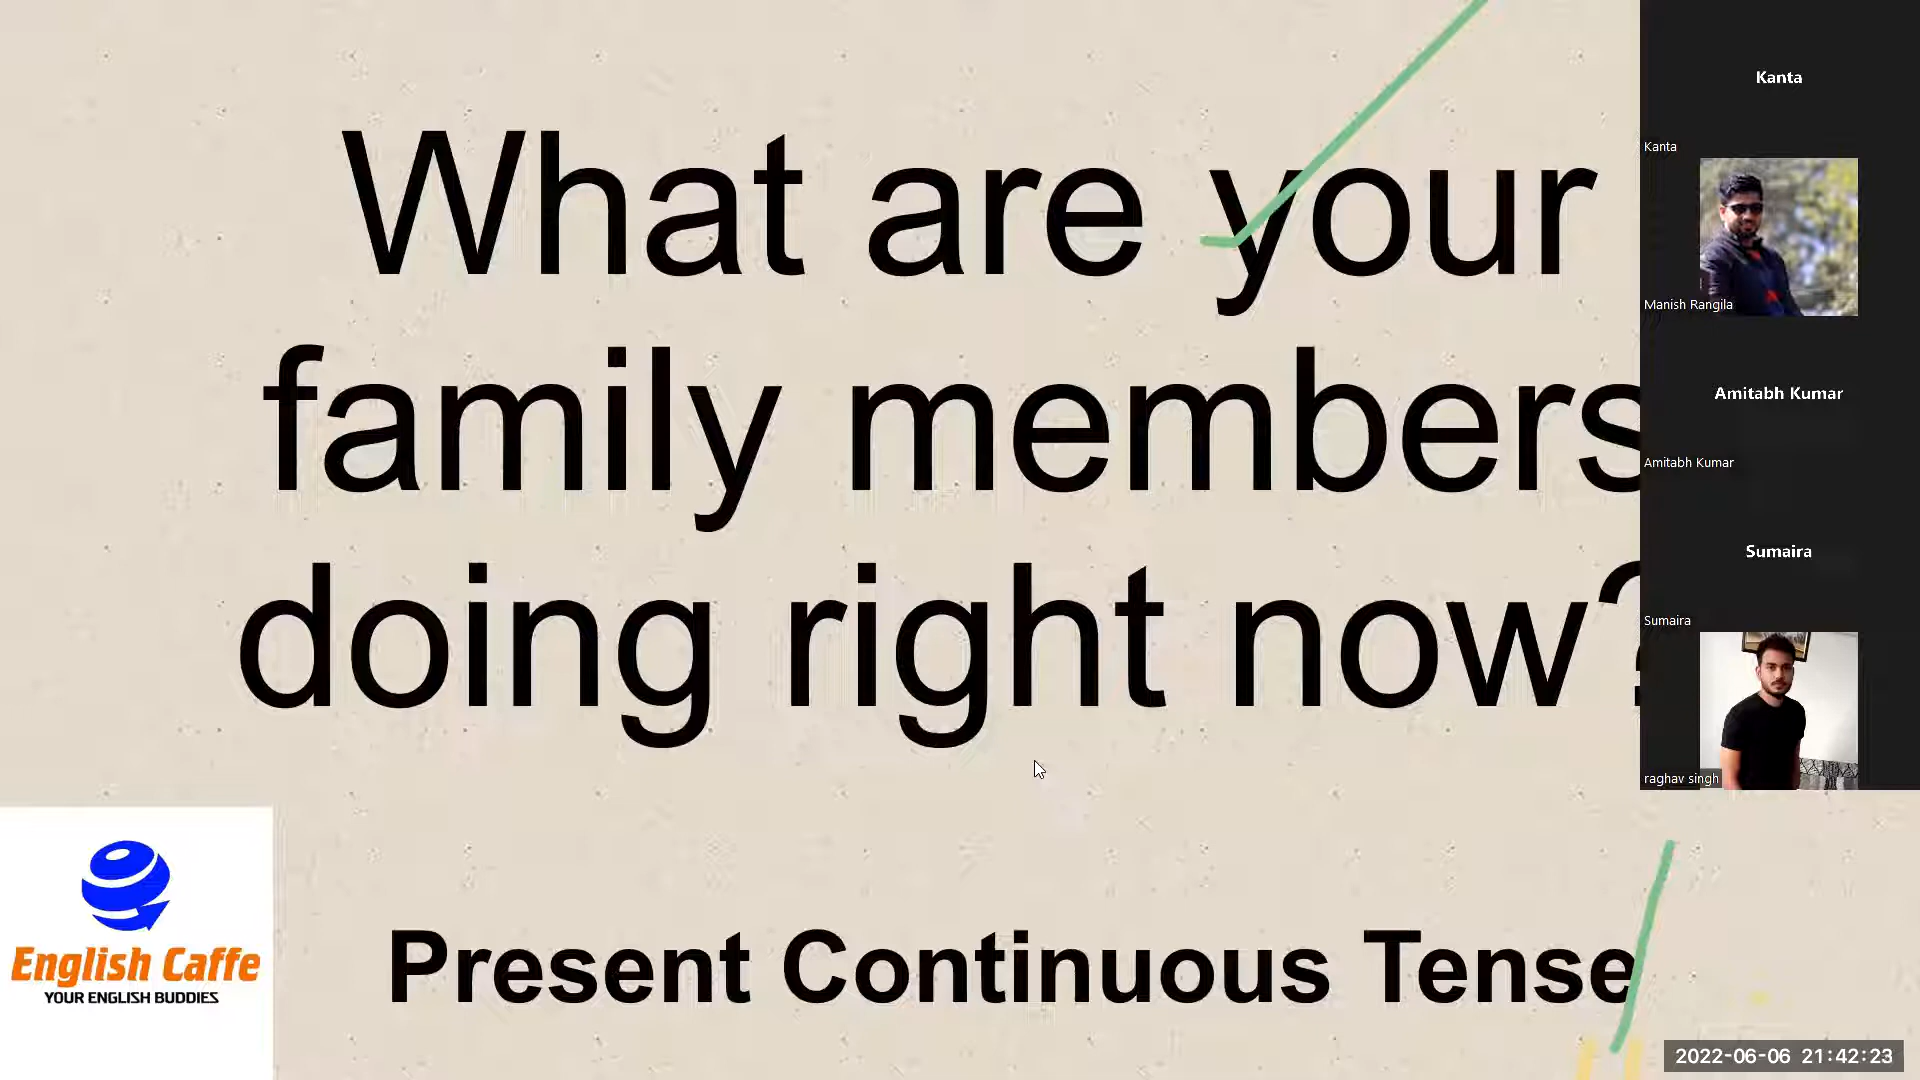 What are your
family members
doing right now?
Present Continuous Tense
English Caffe
YOUR ENGLISH BUDDIES
Kanta
Kanta
Manish Rangila
Amitabh Kumar
Amitabh Kumar
Sumaira
Sumaira
raghav singh
2022-06-06 21:42:23